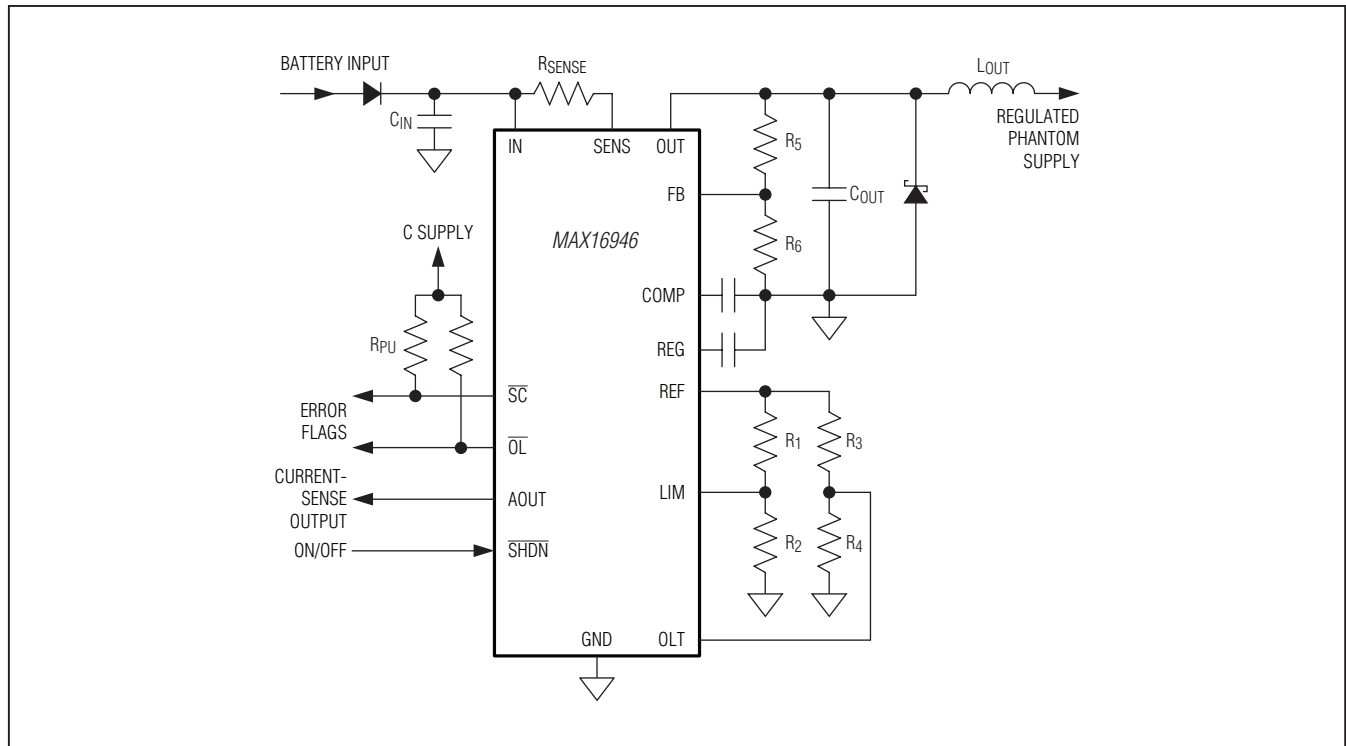 BATTERY INPUT
RSENSE
LOUT
CIN
REGULATED
PHANTOM
SUPPLY
IN
SENS
OUT
R5
FB
COUT
C SUPPLY
MAX16946
R6
COMP
RPU
REG
SC
REF
ERROR
FLAGS
R1
R3
OL
CURRENT-
SENSE
OUTPUT
AOUT
LIM
R2
R4
ON/OFF
SHDN
GND
OLT